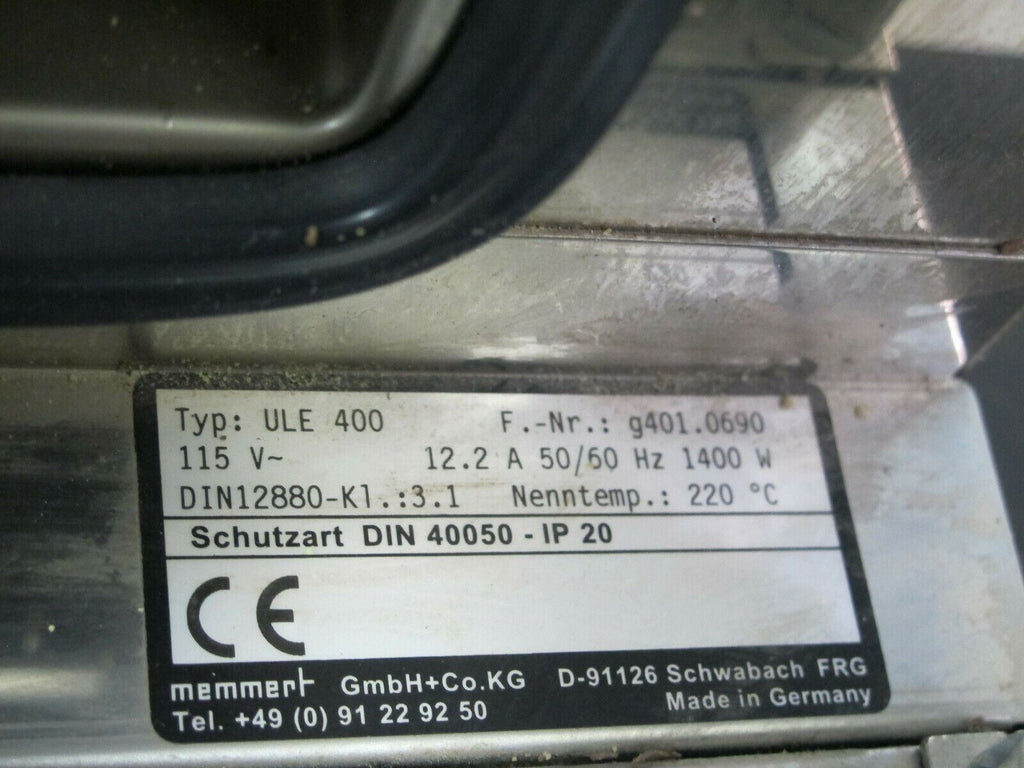 Typ: ULE 400 F.-Nr.: g401.0690
115 V~ 12.2 A 50/60 Hz 1400 W
DIN12880-Kl.:3.1 Nenntemp.: 220 °C
Schutzart DIN 40050 - IP 20
CE
memmert GmbH+Co.KG D-91126 Schwabach FRG
Tel. +49 (0) 91 22 92 50 Made in Germany